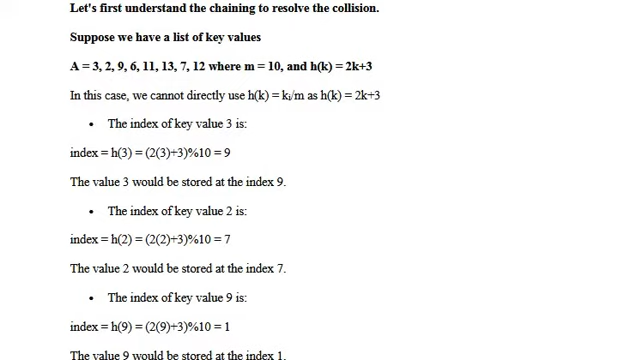 Let's first understand the chaining to resolve the collision.
Suppose we have a list of key values
A = 3, 2, 9, 6, 11, 13, 7, 12 where m = 10, and h(k) = 2k+3
In this case, we cannot directly use h(k) = kᵢ/m as h(k) = 2k+3
• The index of key value 3 is:
index = h(3) = (2(3)+3)%10 = 9
The value 3 would be stored at the index 9.
• The index of key value 2 is:
index = h(2) = (2(2)+3)%10 = 7
The value 2 would be stored at the index 7.
• The index of key value 9 is:
index = h(9) = (2(9)+3)%10 = 1
The value 9 would be stored at the index 1.